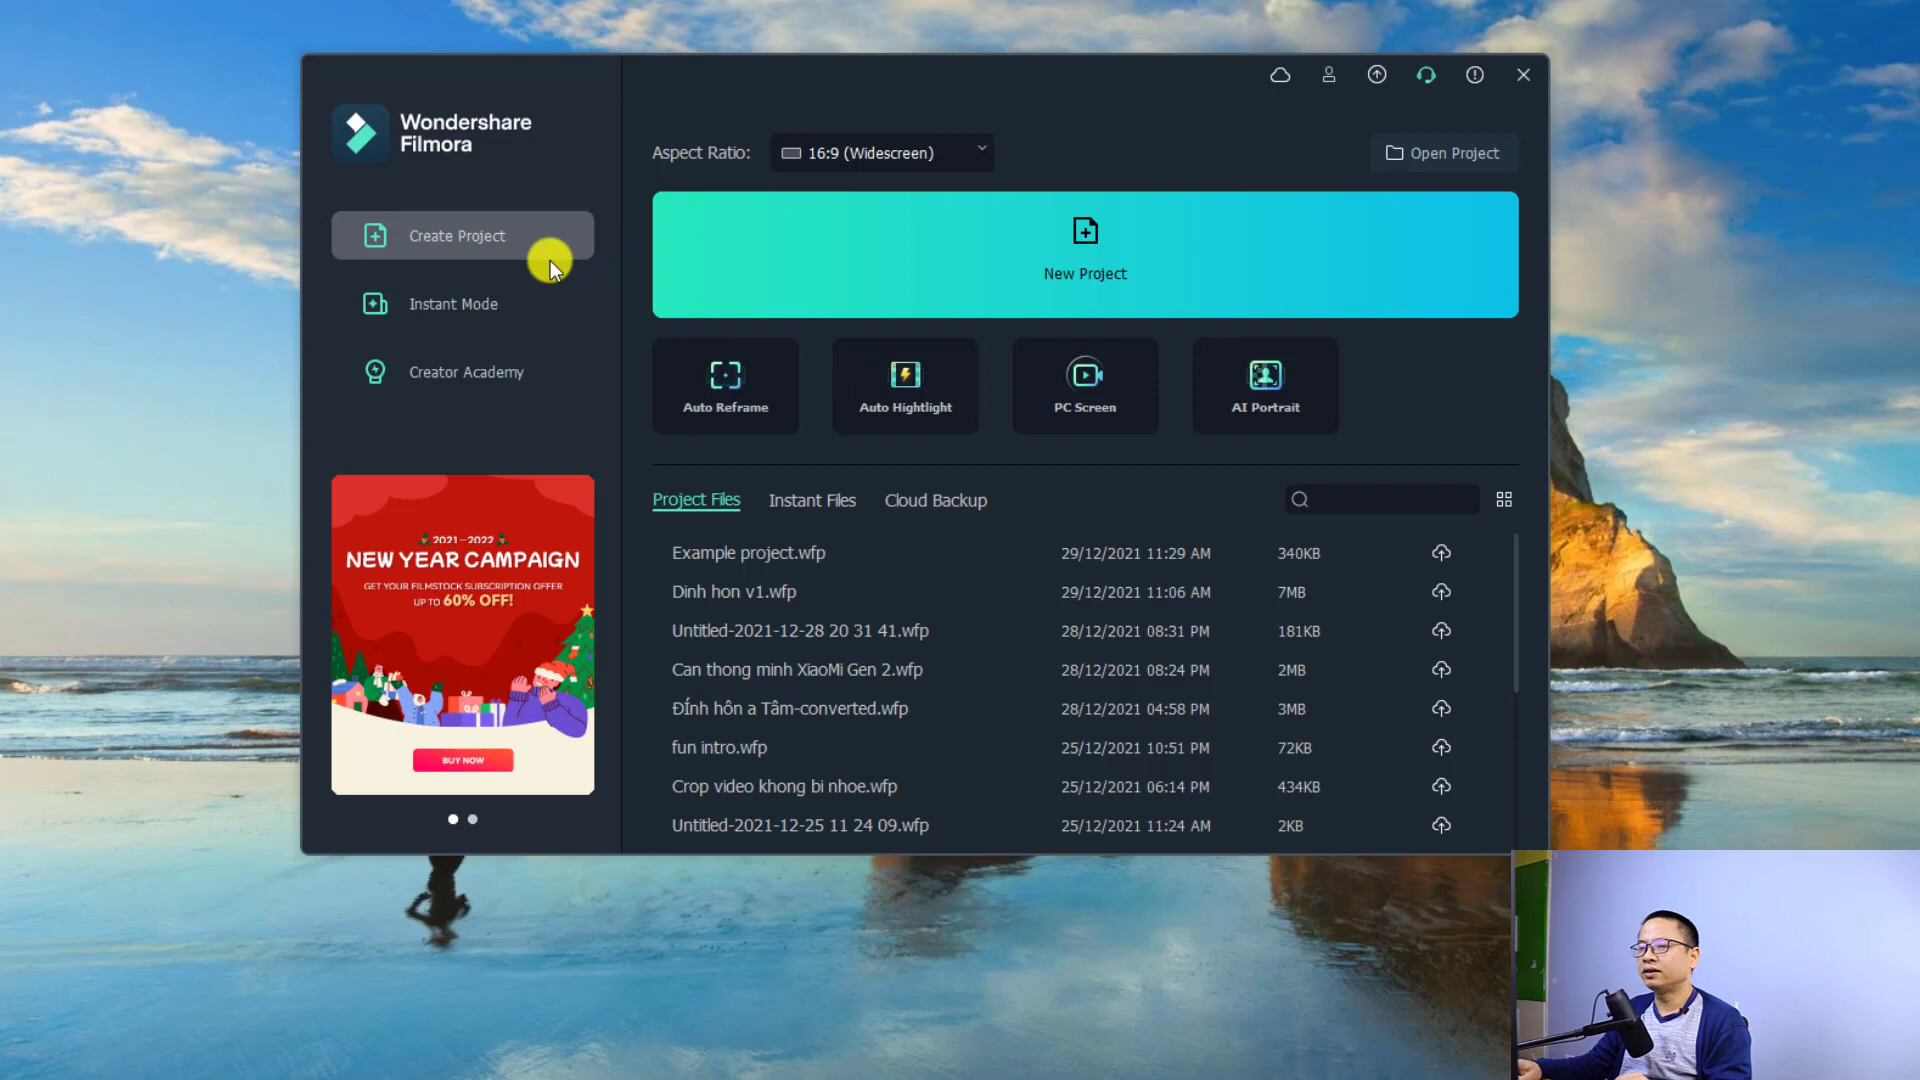 Wondershare
Filmora
Create Project
Instant Mode
Creator Academy
2021—2022
NEW YEAR CAMPAIGN
GET YOUR FILMSTOCK SUBSCRIPTION OFFER
UP TO 60% OFF!
BUY NOW
Aspect Ratio:
16:9 (Widescreen)
Open Project
New Project
Auto Reframe
Auto Hightlight
PC Screen
AI Portrait
Project Files Instant Files Cloud Backup
Example project.wfp 29/12/2021 11:29 AM 340KB
Dinh hon v1.wfp 29/12/2021 11:06 AM 7MB
Untitled-2021-12-28 20 31 41.wfp 28/12/2021 08:31 PM 181KB
Can thong minh XiaoMi Gen 2.wfp 28/12/2021 08:24 PM 2MB
ĐÍnh hôn a Tâm-converted.wfp 28/12/2021 04:58 PM 3MB
fun intro.wfp 25/12/2021 10:51 PM 72KB
Crop video khong bi nhoe.wfp 25/12/2021 06:14 PM 434KB
Untitled-2021-12-25 11 24 09.wfp 25/12/2021 11:24 AM 2KB